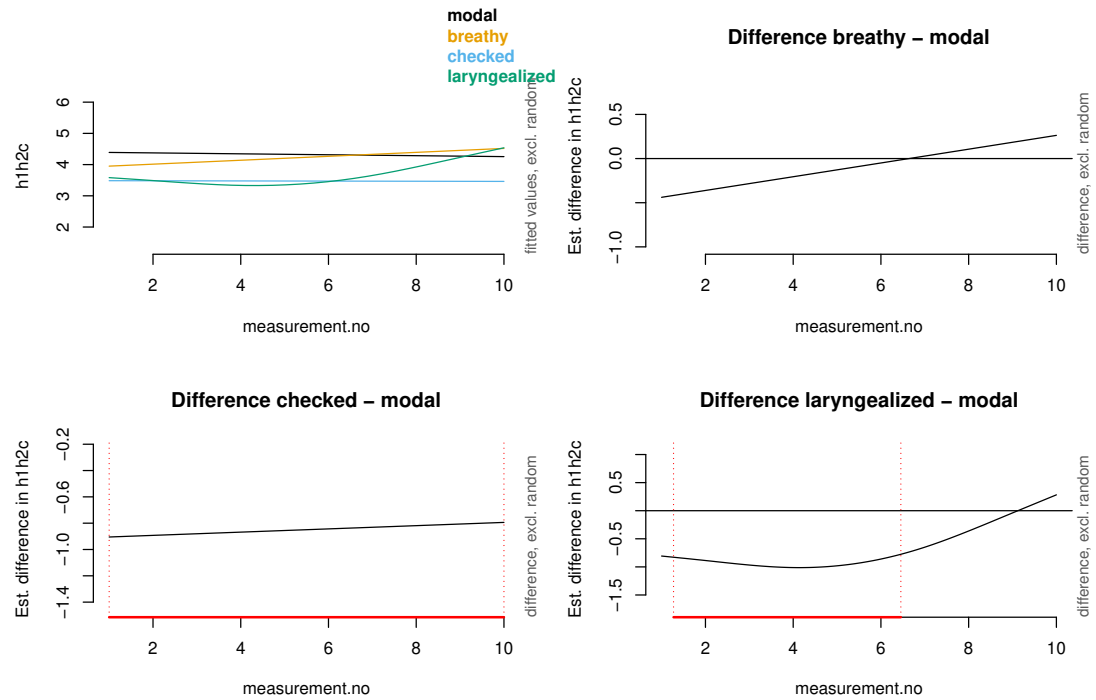 modal
breathy
checked
laryngealized
h1h2c
2
3
4
5
6
2 4 6 8 10
measurement.no
fitted values, excl. random
Difference breathy − modal
Est. difference in h1h2c
−1.0
0.0
0.5
2 4 6 8 10
measurement.no
difference, excl. random
Difference checked − modal
Est. difference in h1h2c
−1.4
−1.0
−0.6
−0.2
2 4 6 8 10
measurement.no
difference, excl. random
Difference laryngealized − modal
Est. difference in h1h2c
−1.5
−0.5
0.5
2 4 6 8 10
measurement.no
difference, excl. random